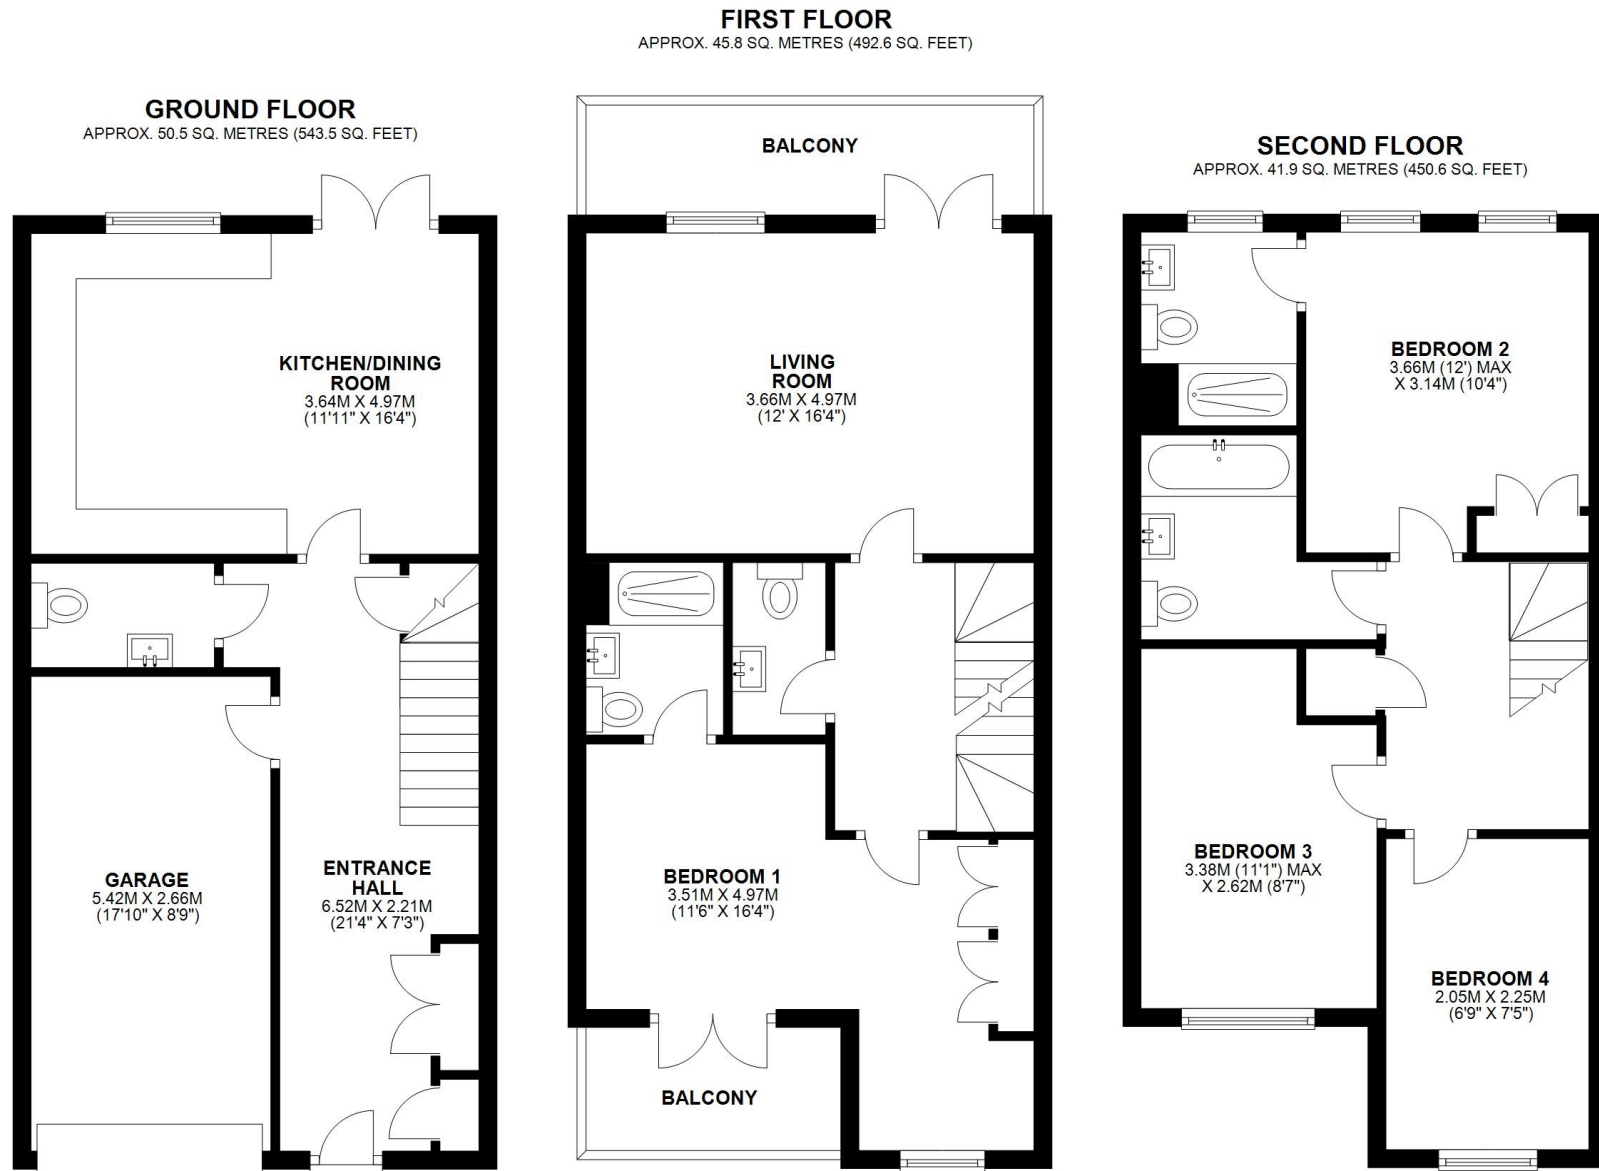 FIRST FLOOR
APPROX. 45.8 SQ. METRES (492.6 SQ. FEET)
GROUND FLOOR
APPROX. 50.5 SQ. METRES (543.5 SQ. FEET)
BALCONY
SECOND FLOOR
APPROX. 41.9 SQ. METRES (450.6 SQ. FEET)
KITCHEN/DINING
ROOM
3.64M X 4.97M
(11'11" X 16'4")
LIVING
ROOM
3.66M X 4.97M
(12' X 16'4")
BEDROOM 2
3.66M (12') MAX
X 3.14M (10'4")
GARAGE
5.42M X 2.66M
(17'10" X 8'9")
ENTRANCE
HALL
6.52M X 2.21M
(21'4" X 7'3")
BEDROOM 1
3.51M X 4.97M
(11'6" X 16'4")
BEDROOM 3
3.38M (11'1") MAX
X 2.62M (8'7")
BEDROOM 4
2.05M X 2.25M
(6'9" X 7'5")
BALCONY